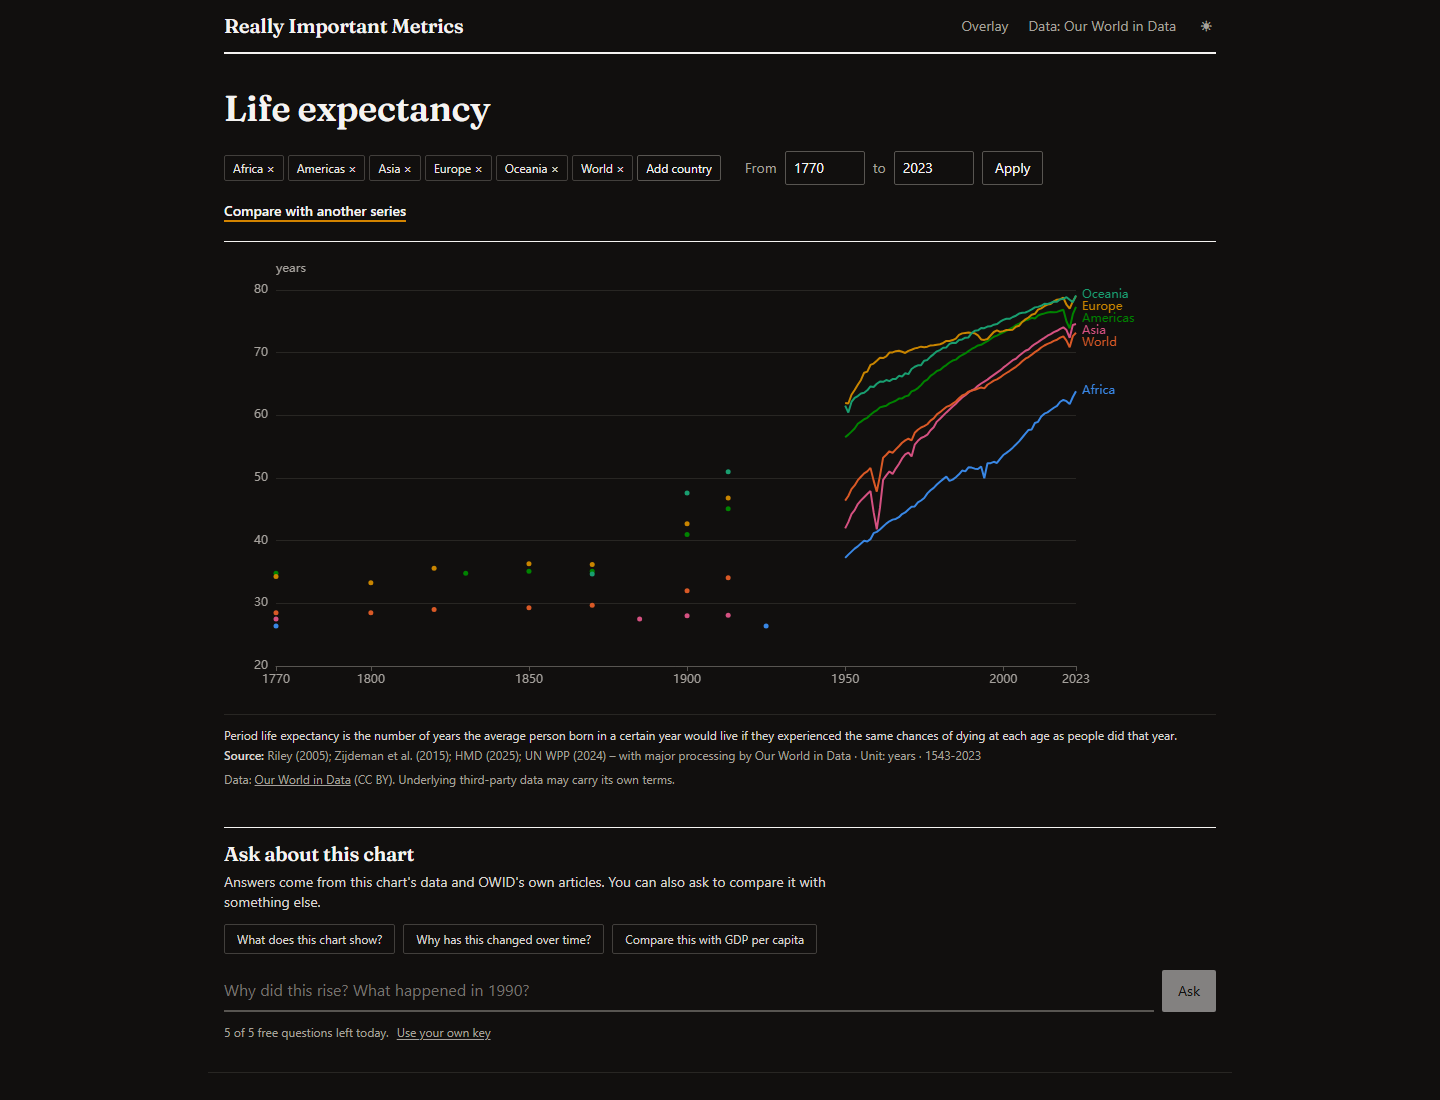 Really Important Metrics
Overlay Data: Our World in Data ☀
Life expectancy
Africa × Americas × Asia × Europe × Oceania × World × Add country From 1770 to 2023 Apply
Compare with another series
years
80
70
60
50
40
30
20
1770 1800 1850 1900 1950 2000 2023
Oceania
Europe
Americas
Asia
World
Africa
Period life expectancy is the number of years the average person born in a certain year would live if they experienced the same chances of dying at each age as people did that year.
Source: Riley (2005); Zijdeman et al. (2015); HMD (2025); UN WPP (2024) – with major processing by Our World in Data · Unit: years · 1543-2023
Data: Our World in Data (CC BY). Underlying third-party data may carry its own terms.
Ask about this chart
Answers come from this chart's data and OWID's own articles. You can also ask to compare it with
something else.
What does this chart show? Why has this changed over time? Compare this with GDP per capita
Why did this rise? What happened in 1990? Ask
5 of 5 free questions left today. Use your own key